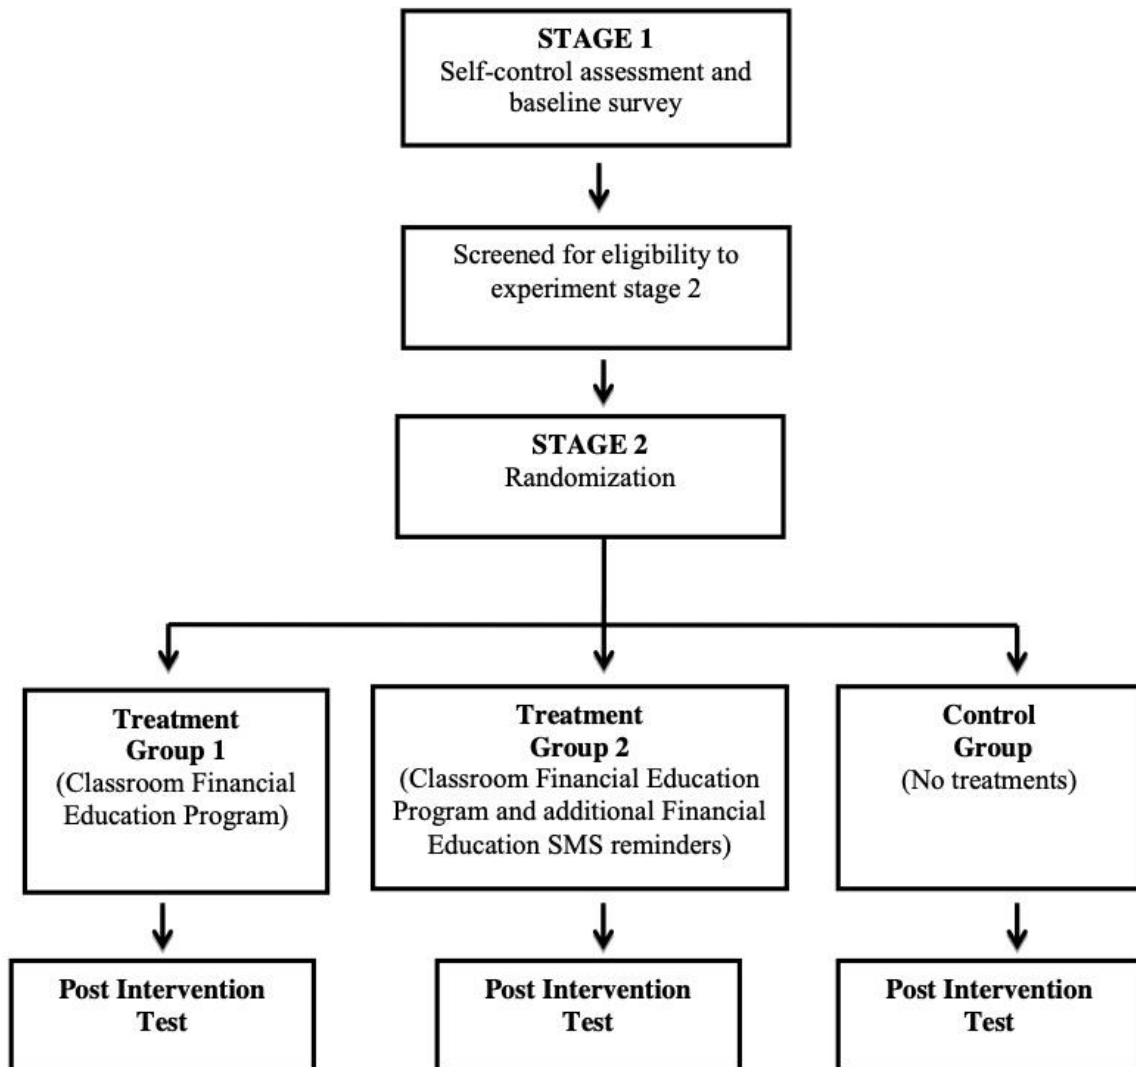 STAGE 1
Self-control assessment and
baseline survey
Screened for eligibility to
experiment stage 2
STAGE 2
Randomization
Treatment
Group 1
(Classroom Financial
Education Program)
Treatment
Group 2
(Classroom Financial Education
Program and additional Financial
Education SMS reminders)
Control
Group
(No treatments)
Post Intervention
Test
Post Intervention
Test
Post Intervention
Test